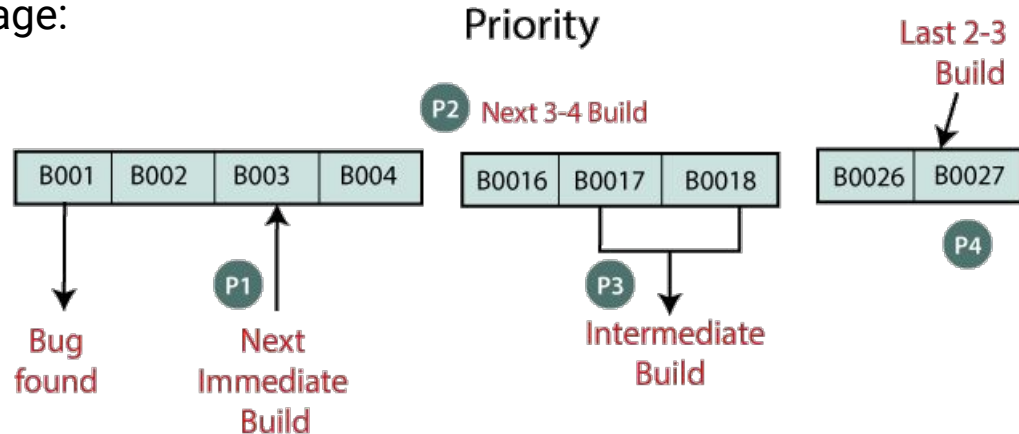 age:
Priority
Last 2-3
Build
P2 Next 3-4 Build
B001 B002 B003 B004
B0016 B0017 B0018
B0026 B0027
P1
P3
P4
Bug
found
Next
Immediate
Build
Intermediate
Build